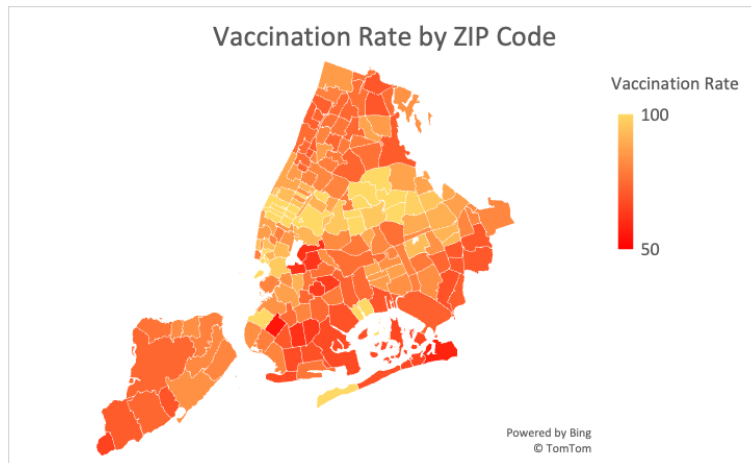 Vaccination Rate by ZIP Code
Vaccination Rate
100
50
Powered by Bing
© TomTom